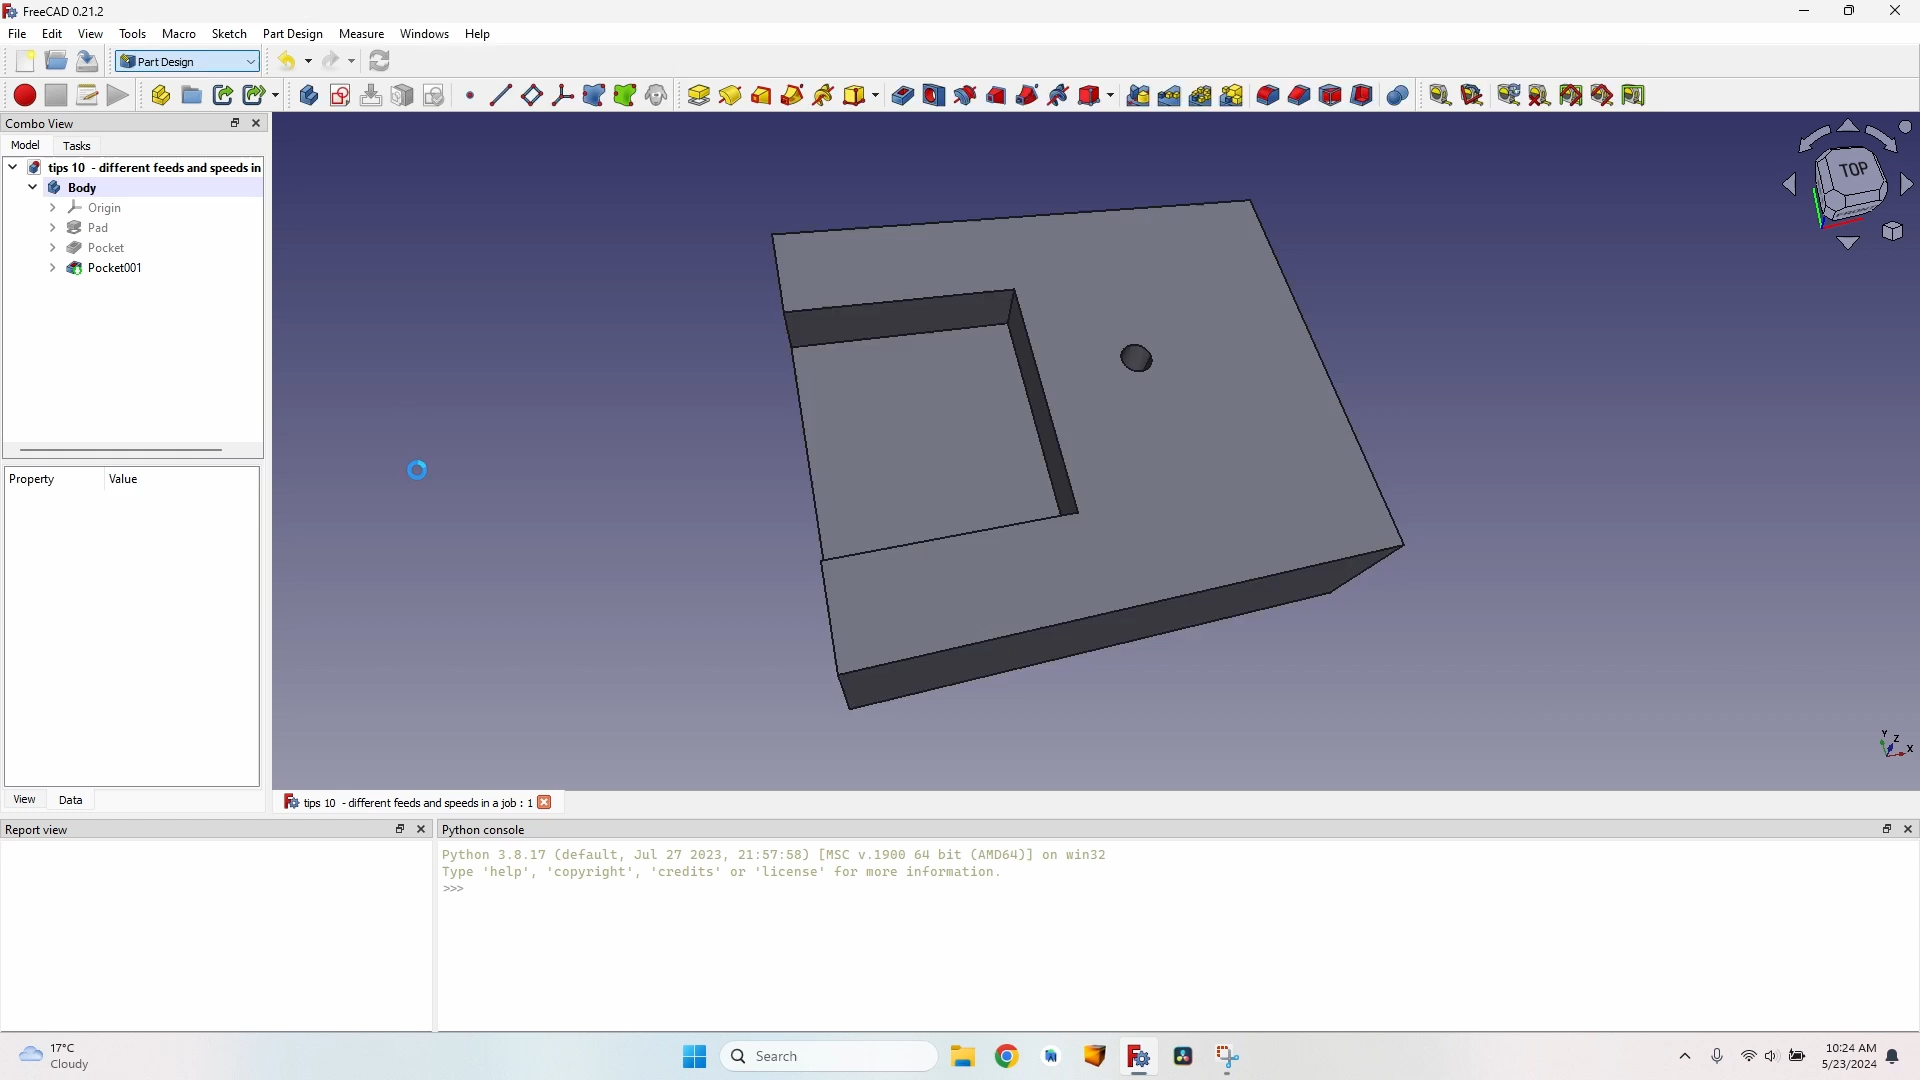 FreeCAD 0.21.2
File Edit View Tools Macro Sketch Part Design Measure Windows Help
Part Design
Combo View
Model Tasks
tips 10  - different feeds and speeds in
Body
Origin
Pad
Pocket
Pocket001
Property Value
View Data
TOP
Y Z X
tips 10  - different feeds and speeds in a job : 1
Report view
Python console
Python 3.8.17 (default, Jul 27 2023, 21:57:58) [MSC v.1900 64 bit (AMD64)] on win32
Type 'help', 'copyright', 'credits' or 'license' for more information.
>>>
17°C
Cloudy
Search
10:24 AM
5/23/2024